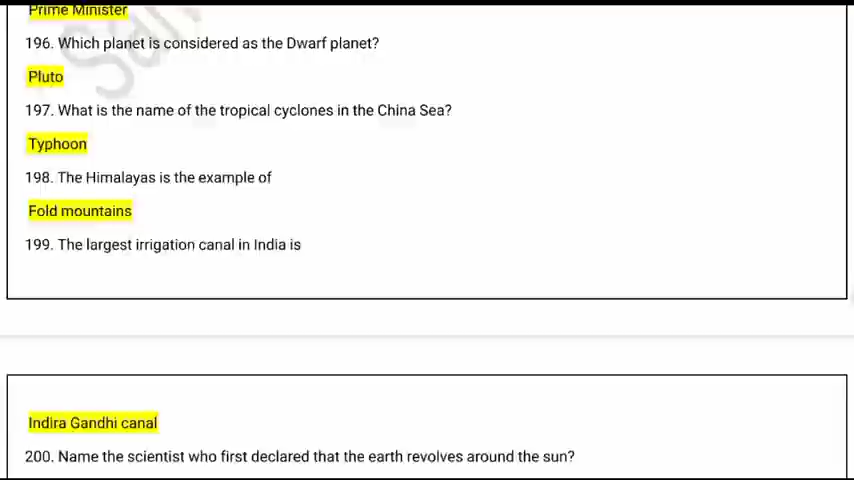 Prime Minister
196. Which planet is considered as the Dwarf planet?
Pluto
197. What is the name of the tropical cyclones in the China Sea?
Typhoon
198. The Himalayas is the example of
Fold mountains
199. The largest irrigation canal in India is
Indira Gandhi canal
200. Name the scientist who first declared that the earth revolves around the sun?